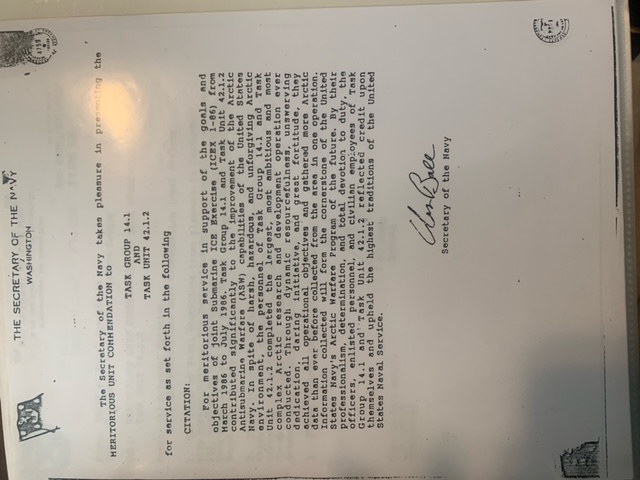 THE SECRETARY OF THE NAVY
WASHINGTON
The Secretary of the Navy takes pleasure in presenting the
MERITORIOUS UNIT COMMENDATION to
TASK GROUP 14.1
AND
TASK UNIT 42.1.2
for service as set forth in the following
CITATION:
For meritorious service in support of the goals and
objectives of joint Submarine ICE Exercise (ICEX 1-86) from
March 1986 to July 1986. Task Group 14.1 and Task Unit 42.1.2
contributed significantly to the improvement of the Arctic
Antisubmarine Warfare (ASW) capabilities of the United States
Navy. In spite of harsh, hazardous, and unforgiving Arctic
environment, the personnel of Task Group 14.1 and Task
Unit 42.1.2 completed the largest, most ambitious and most
complex Arctic research and development operation ever
conducted. Through dynamic resourcefulness, unswerving
dedication, daring initiative, and great fortitude, they
achieved all operational objectives and gathered more Arctic
data than ever before collected from the area in one operation.
Information collected will form the cornerstone of the United
States Navy's Arctic Warfare Program of the future. By their
professionalism, determination, and total devotion to duty, the
officers, enlisted personnel, and civilian employees of Task
Group 14.1 and Task Unit 42.1.2 reflected credit upon
themselves and upheld the highest traditions of the United
States Naval Service.
Secretary of the Navy